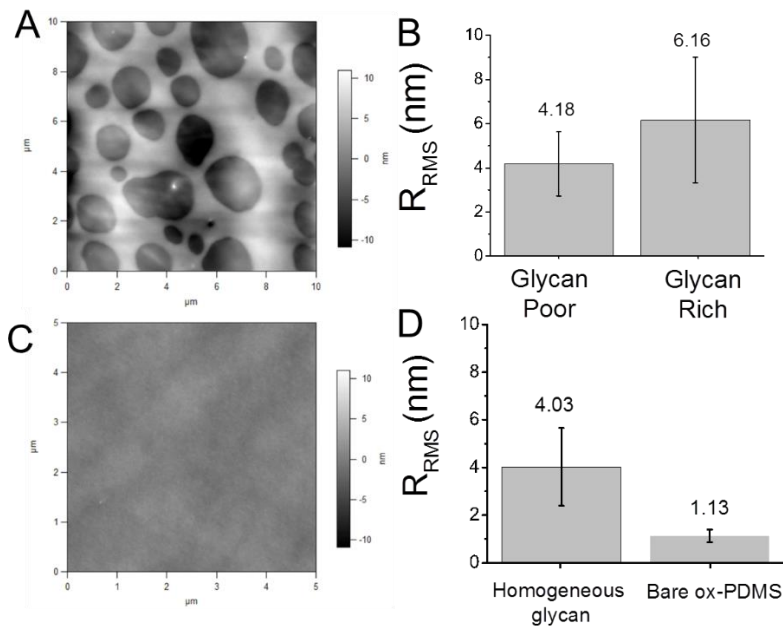 A
10
8
6
4
2
0
µm
0
2
4
6
8
10
µm
10
5
0
-5
-10
nm
B
10
8
6
4
2
0
R_RMS (nm)
4.18
6.16
Glycan
Poor
Glycan
Rich
C
5
4
3
2
1
0
µm
0
1
2
3
4
5
µm
10
5
0
-5
-10
nm
D
10
8
6
4
2
0
R_RMS (nm)
4.03
1.13
Homogeneous
glycan
Bare ox-PDMS